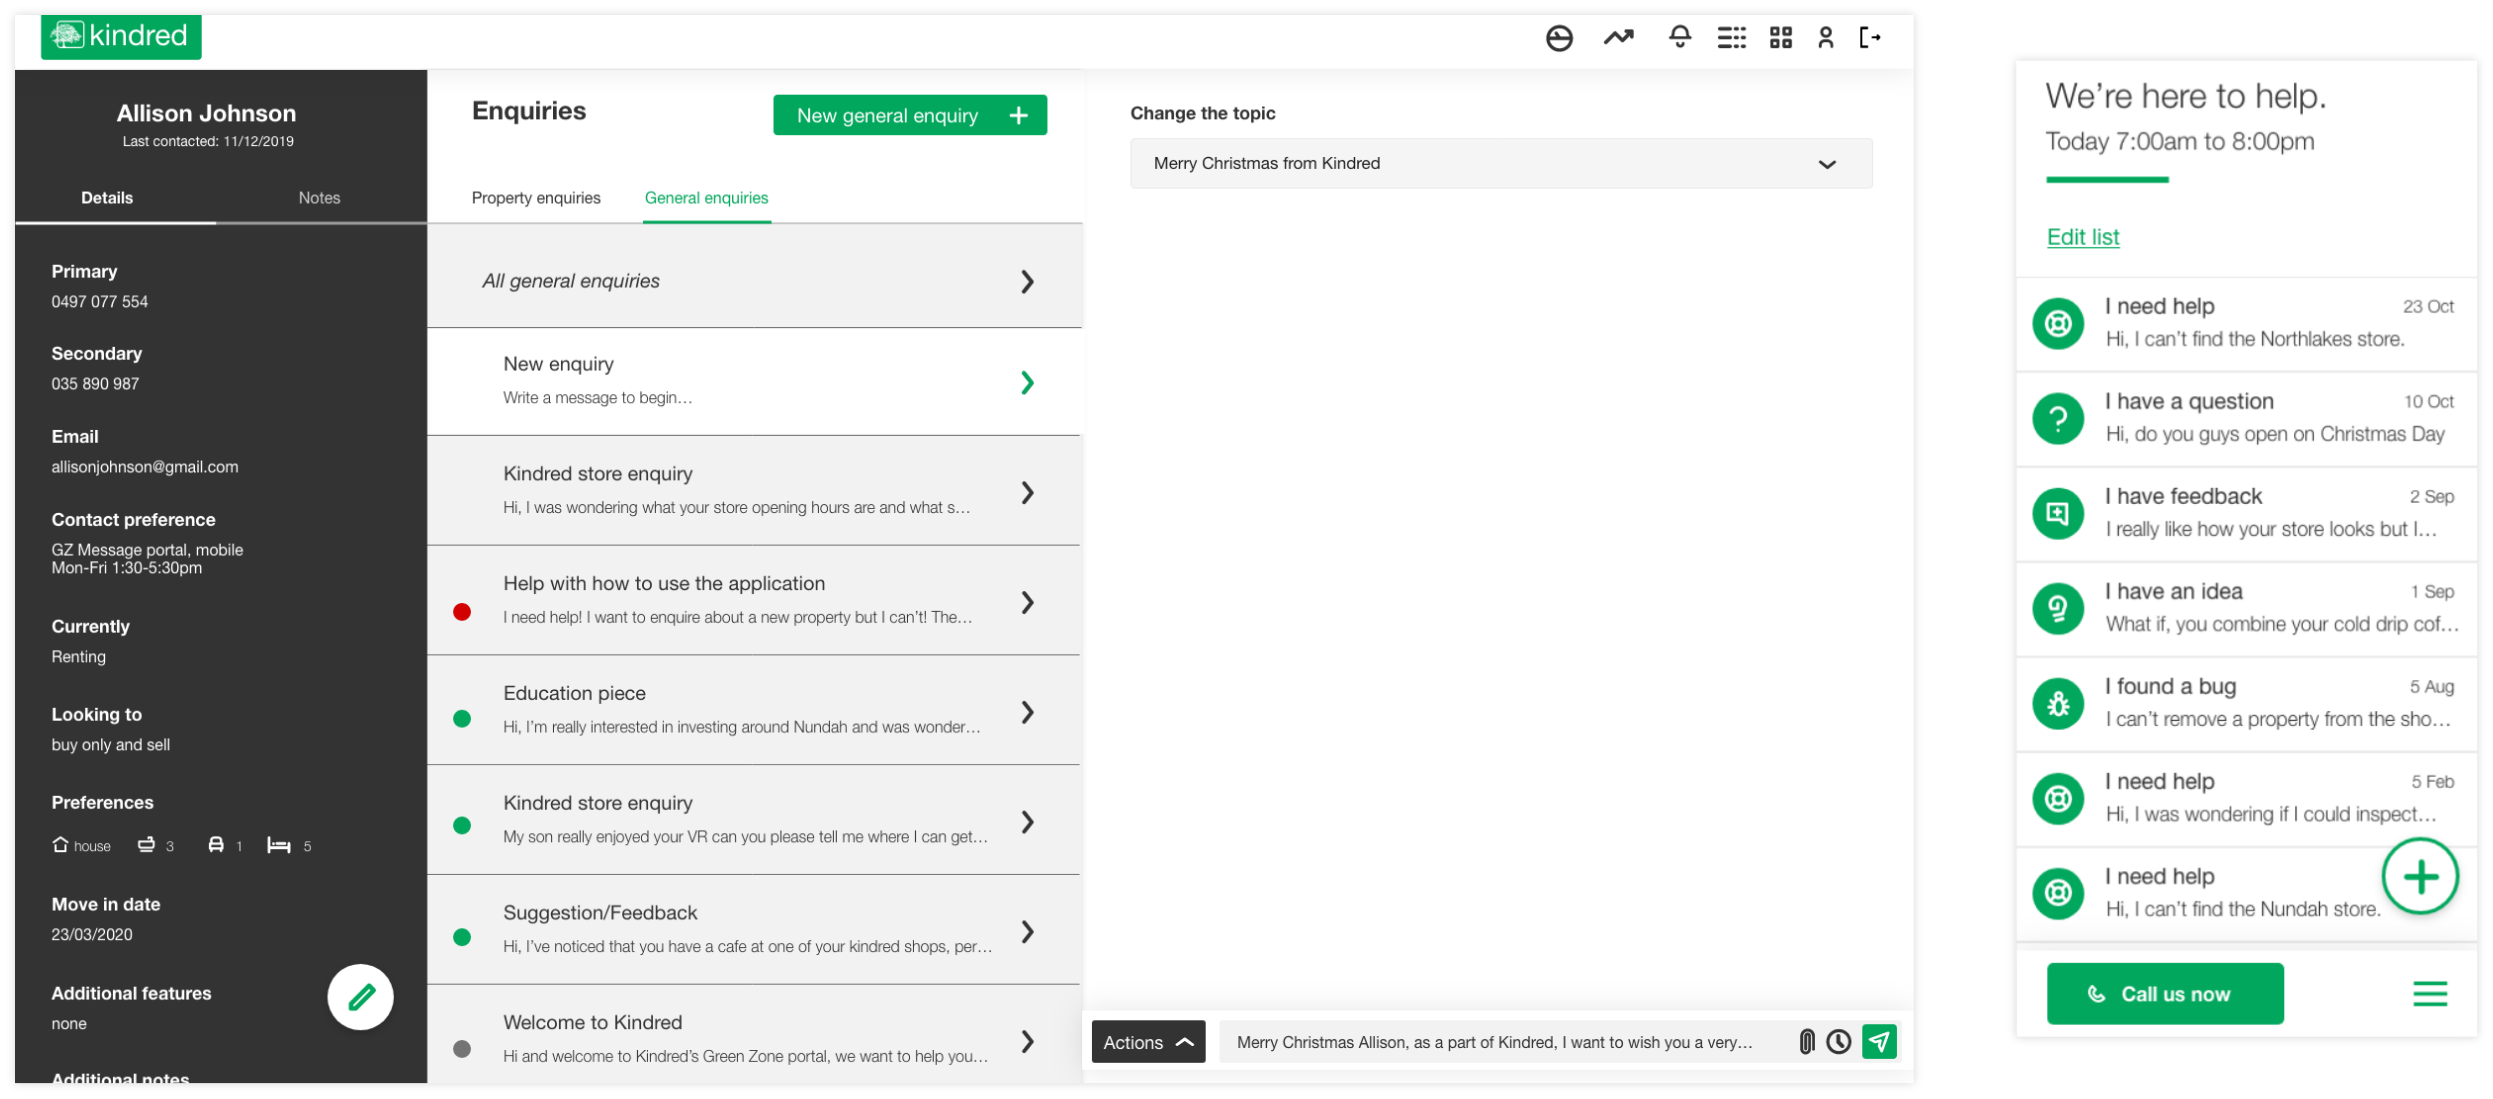 kindred
Allison Johnson
Last contacted: 11/12/2019
Details
Notes
Primary
0497 077 554
Secondary
035 890 987
Email
allisonjohnson@gmail.com
Contact preference
GZ Message portal, mobile
Mon-Fri 1:30-5:30pm
Currently
Renting
Looking to
buy only and sell
Preferences
house 3 1 5
Move in date
23/03/2020
Additional features
none
Additional notes
Enquiries
New general enquiry
Property enquiries
General enquiries
All general enquiries
New enquiry
Write a message to begin...
Kindred store enquiry
Hi, I was wondering what your store opening hours are and what s...
Help with how to use the application
I need help! I want to enquire about a new property but I can't! The...
Education piece
Hi, I'm really interested in investing around Nundah and was wonder...
Kindred store enquiry
My son really enjoyed your VR can you please tell me where I can get...
Suggestion/Feedback
Hi, I've noticed that you have a cafe at one of your kindred shops, per...
Welcome to Kindred
Hi and welcome to Kindred's Green Zone portal, we want to help you...
Change the topic
Merry Christmas from Kindred
Actions
Merry Christmas Allison, as a part of Kindred, I want to wish you a very...
We're here to help.
Today 7:00am to 8:00pm
Edit list
I need help
23 Oct
Hi, I can't find the Northlakes store.
I have a question
10 Oct
Hi, do you guys open on Christmas Day
I have feedback
2 Sep
I really like how your store looks but I...
I have an idea
1 Sep
What if, you combine your cold drip cof...
I found a bug
5 Aug
I can't remove a property from the sho...
I need help
5 Feb
Hi, I was wondering if I could inspect...
I need help
Hi, I can't find the Nundah store.
Call us now